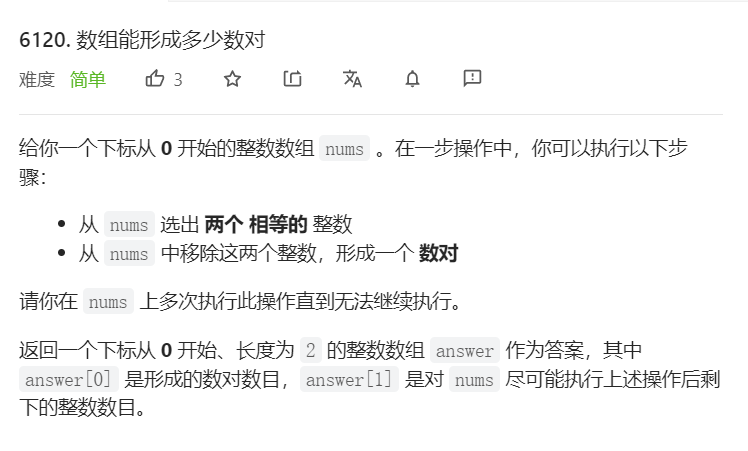 6120. 数组能形成多少数对
难度 简单 3
给你一个下标从 0 开始的整数数组 nums 。在一步操作中，你可以执行以下步
骤：
• 从 nums 选出 两个 相等的 整数
• 从 nums 中移除这两个整数，形成一个 数对
请你在 nums 上多次执行此操作直到无法继续执行。
返回一个下标从 0 开始、长度为 2 的整数数组 answer 作为答案，其中
answer[0] 是形成的数对数目，answer[1] 是对 nums 尽可能执行上述操作后剩
下的整数数目。